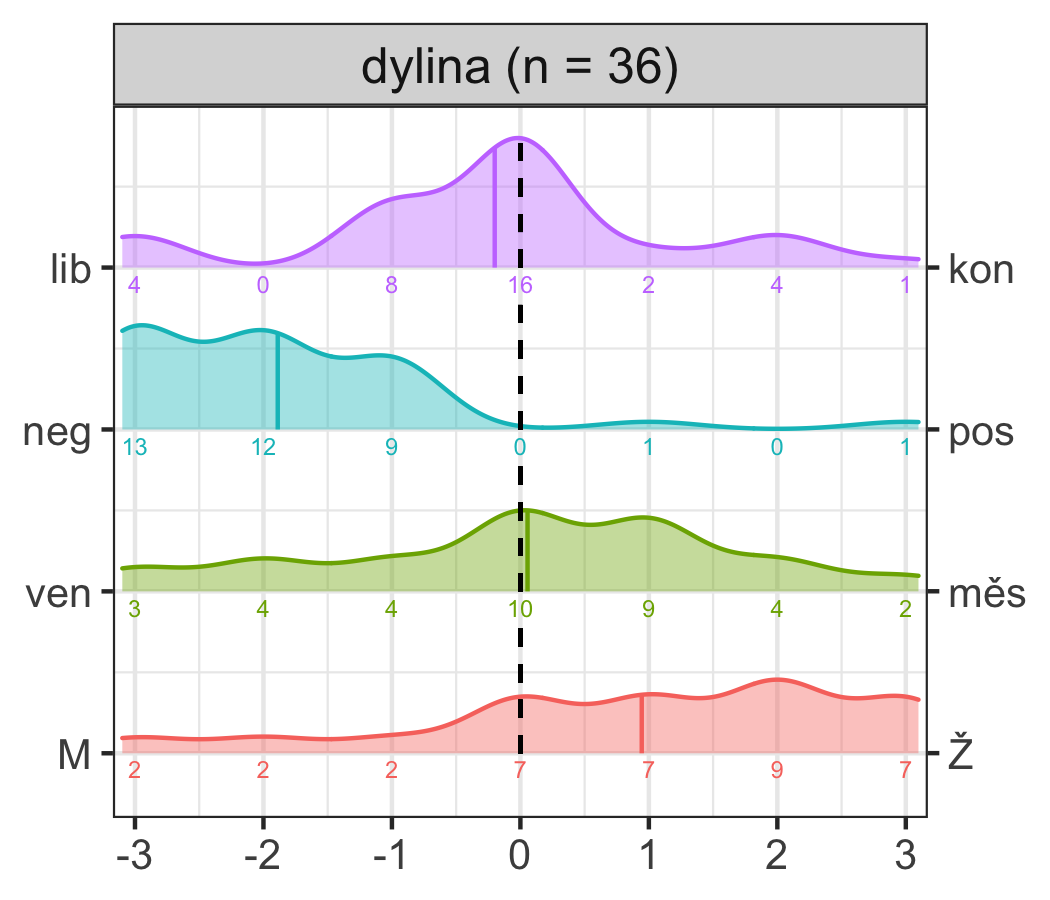 dylina (n = 36)
lib kon
4 0 8 16 2 4 1
neg pos
13 12 9 0 1 0 1
ven měs
3 4 4 10 9 4 2
M Ž
2 2 2 7 7 9 7
-3 -2 -1 0 1 2 3